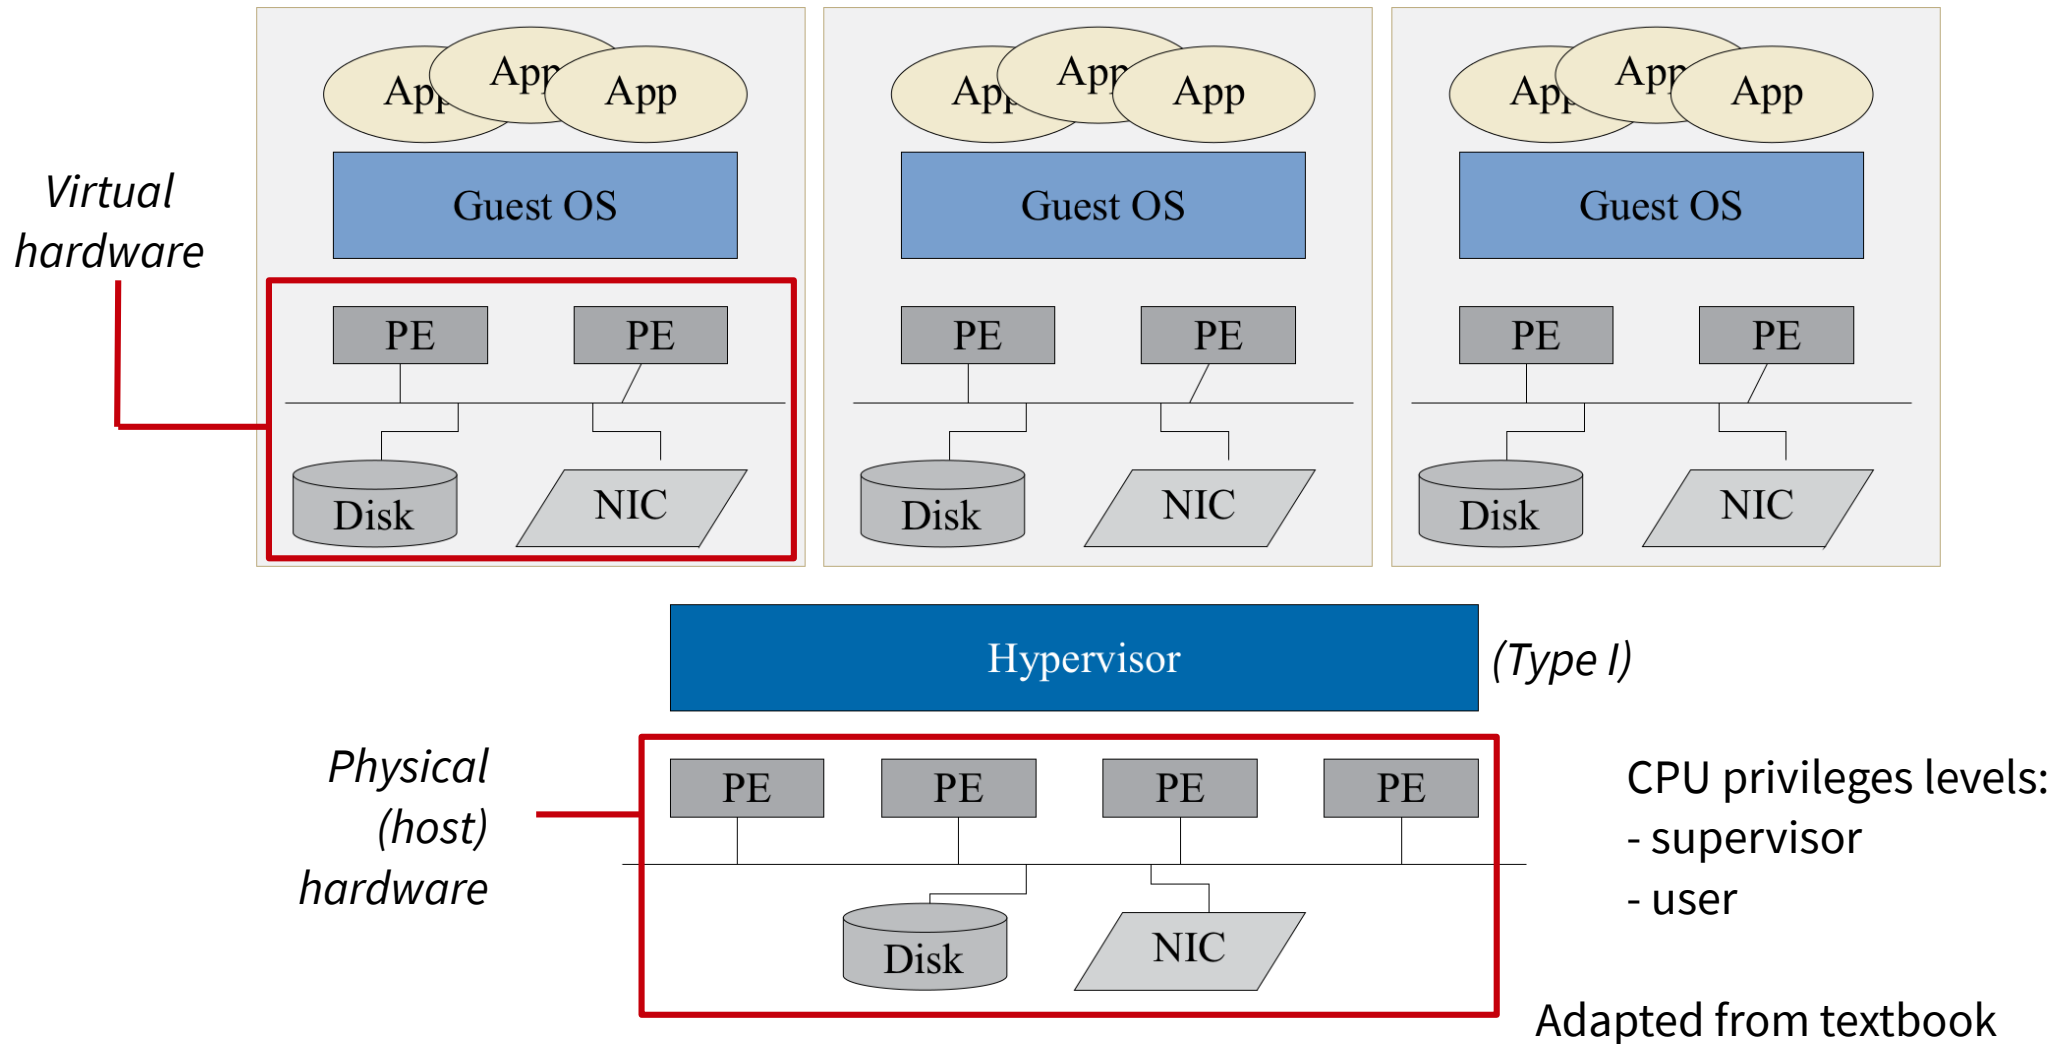 App App App
App App App
App App App
Virtual
hardware
Guest OS
Guest OS
Guest OS
PE PE
PE PE
PE PE
Disk NIC
Disk NIC
Disk NIC
Hypervisor
(Type I)
Physical
(host)
hardware
PE PE PE PE
Disk NIC
CPU privileges levels:
- supervisor
- user
Adapted from textbook